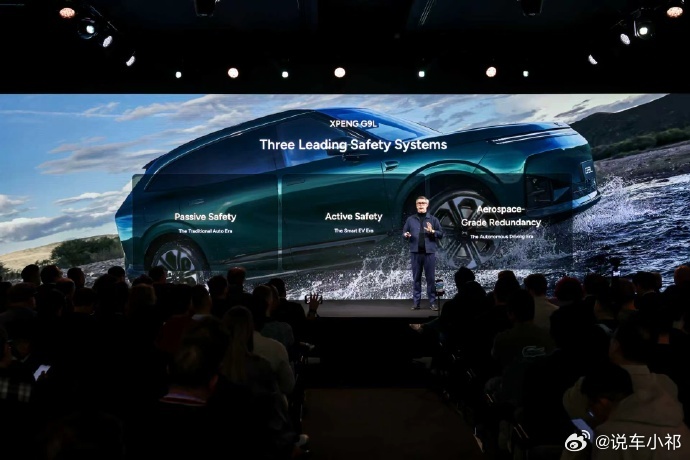 XPENG G9L
Three Leading Safety Systems
Passive Safety
The Traditional Auto Era
Active Safety
The Smart EV Era
Aerospace-
Grade Redundancy
The Autonomous Driving Era
G9L
@说车小祁